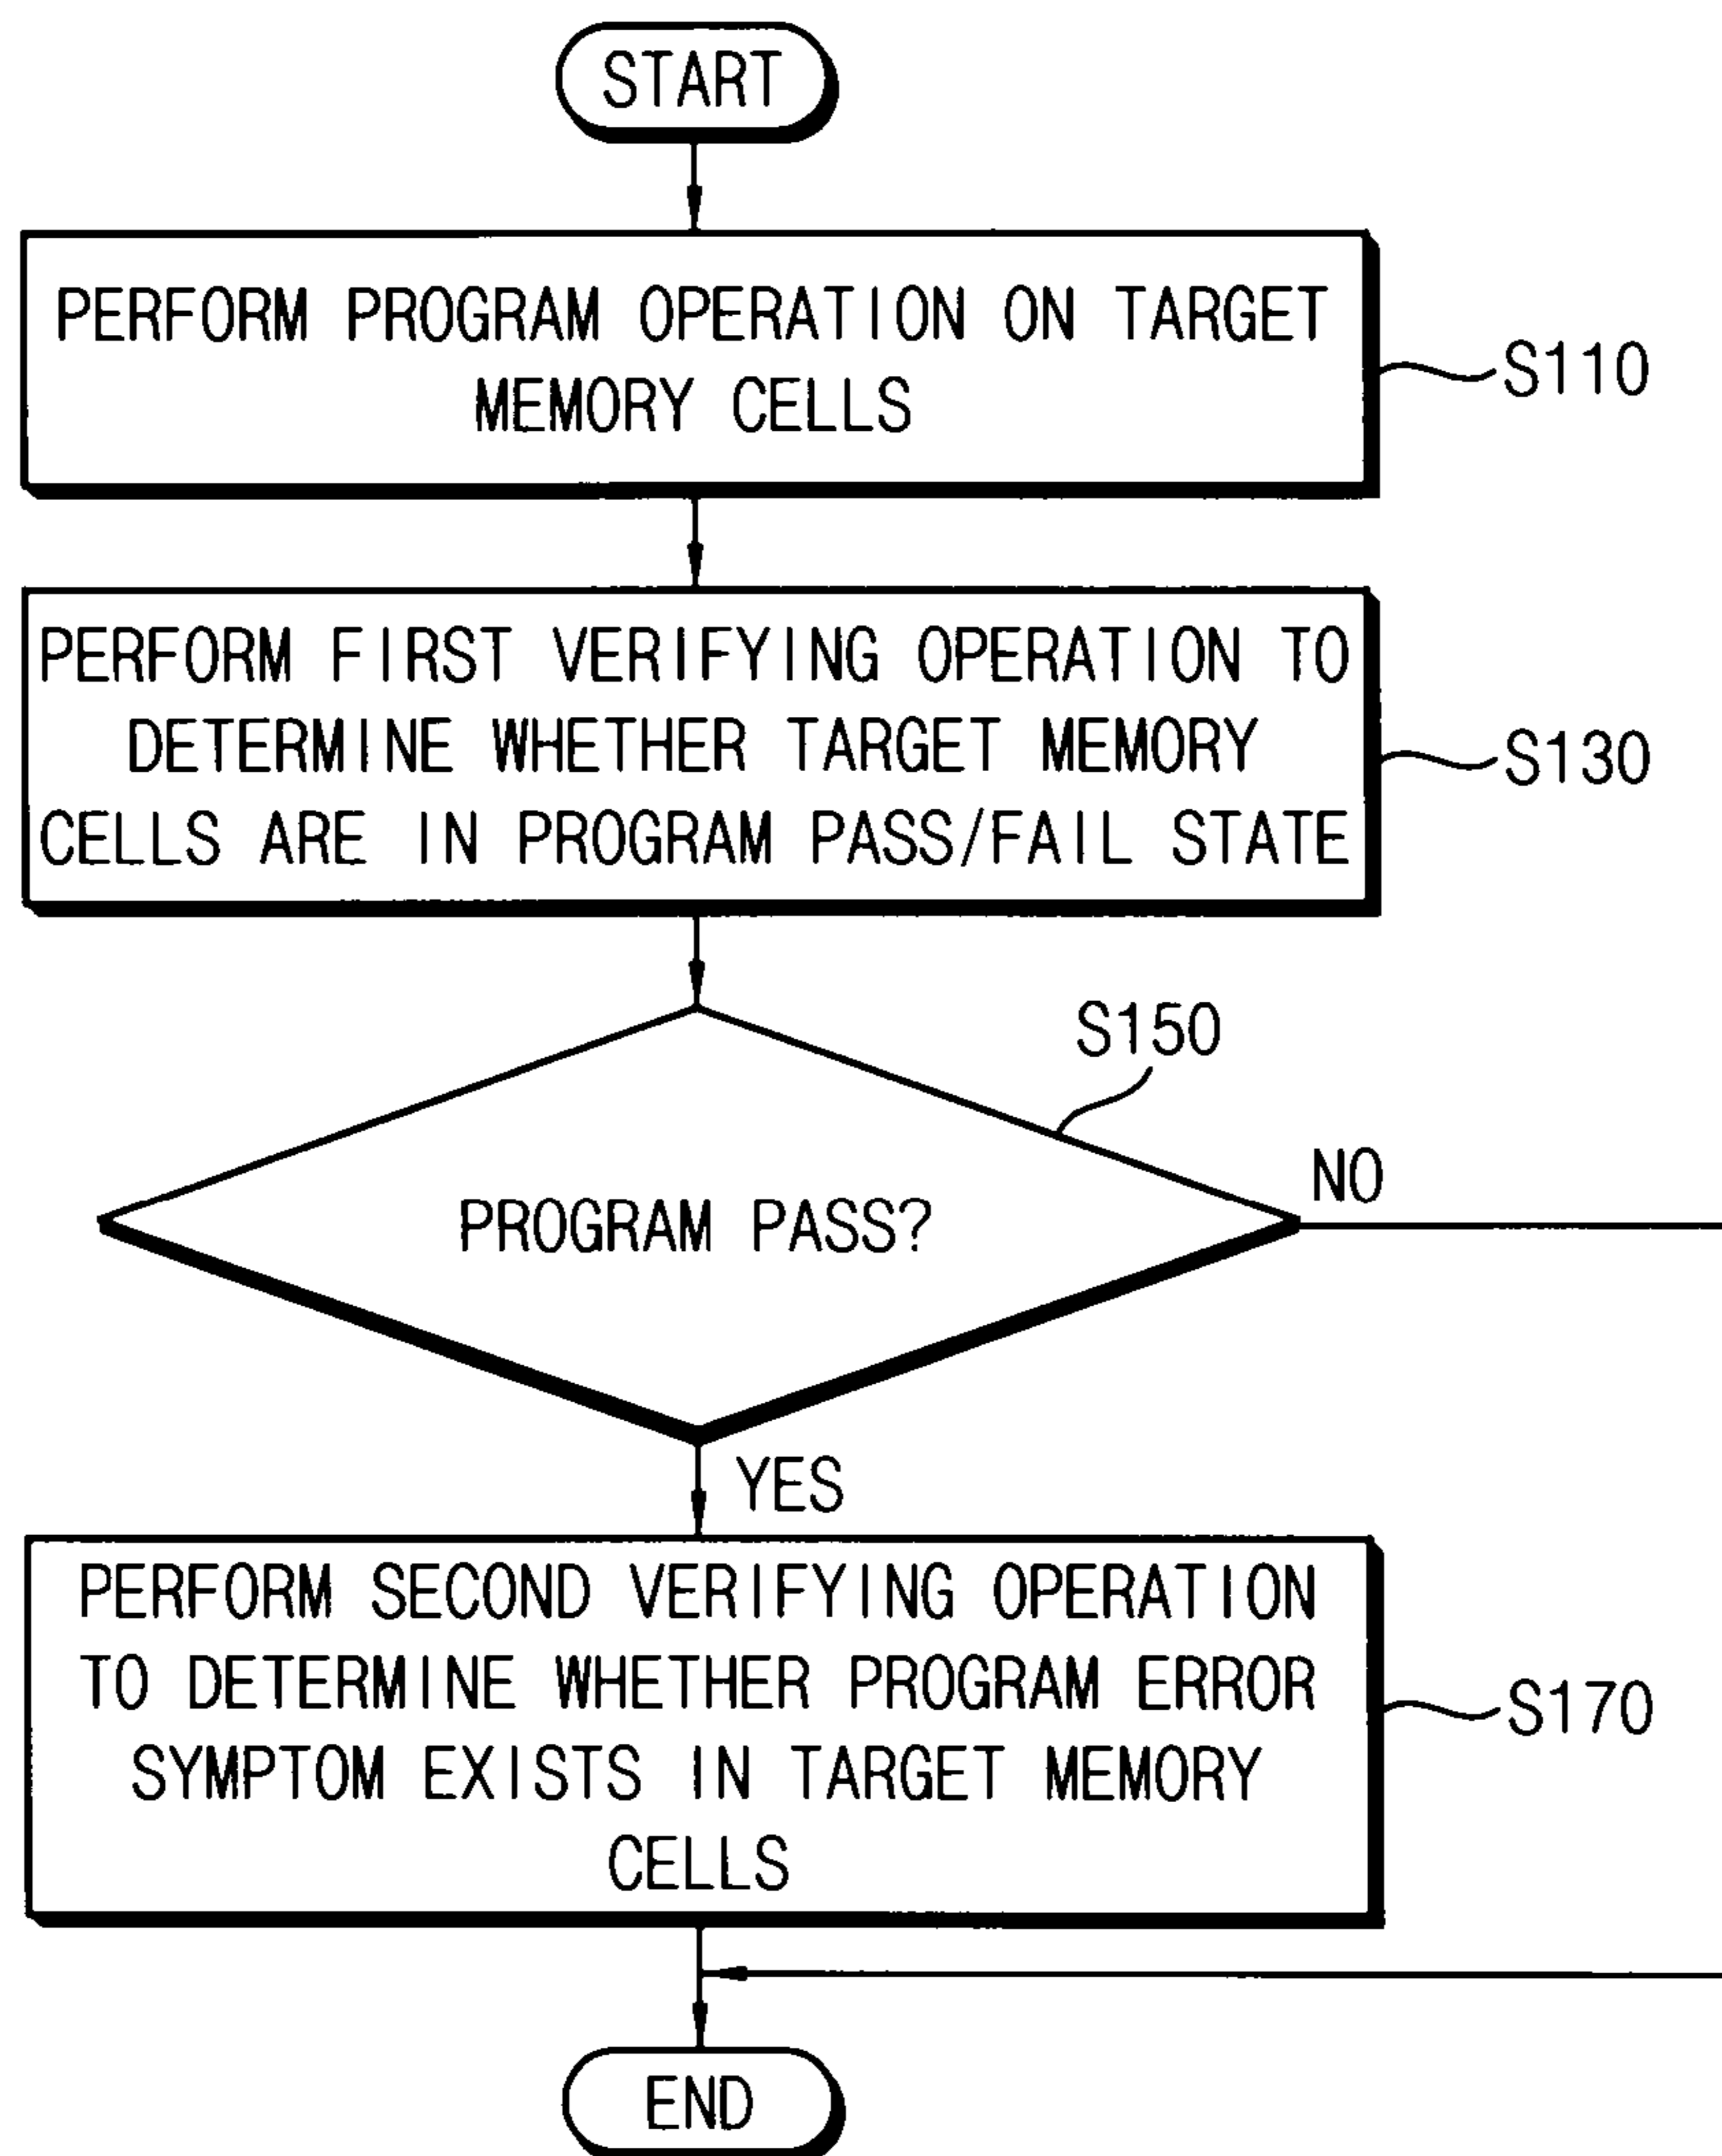 START
PERFORM PROGRAM OPERATION ON TARGET
MEMORY CELLS
S110
PERFORM FIRST VERIFYING OPERATION TO
DETERMINE WHETHER TARGET MEMORY
CELLS ARE IN PROGRAM PASS/FAIL STATE
S130
S150
PROGRAM PASS?
NO
YES
PERFORM SECOND VERIFYING OPERATION
TO DETERMINE WHETHER PROGRAM ERROR
SYMPTOM EXISTS IN TARGET MEMORY
CELLS
S170
END